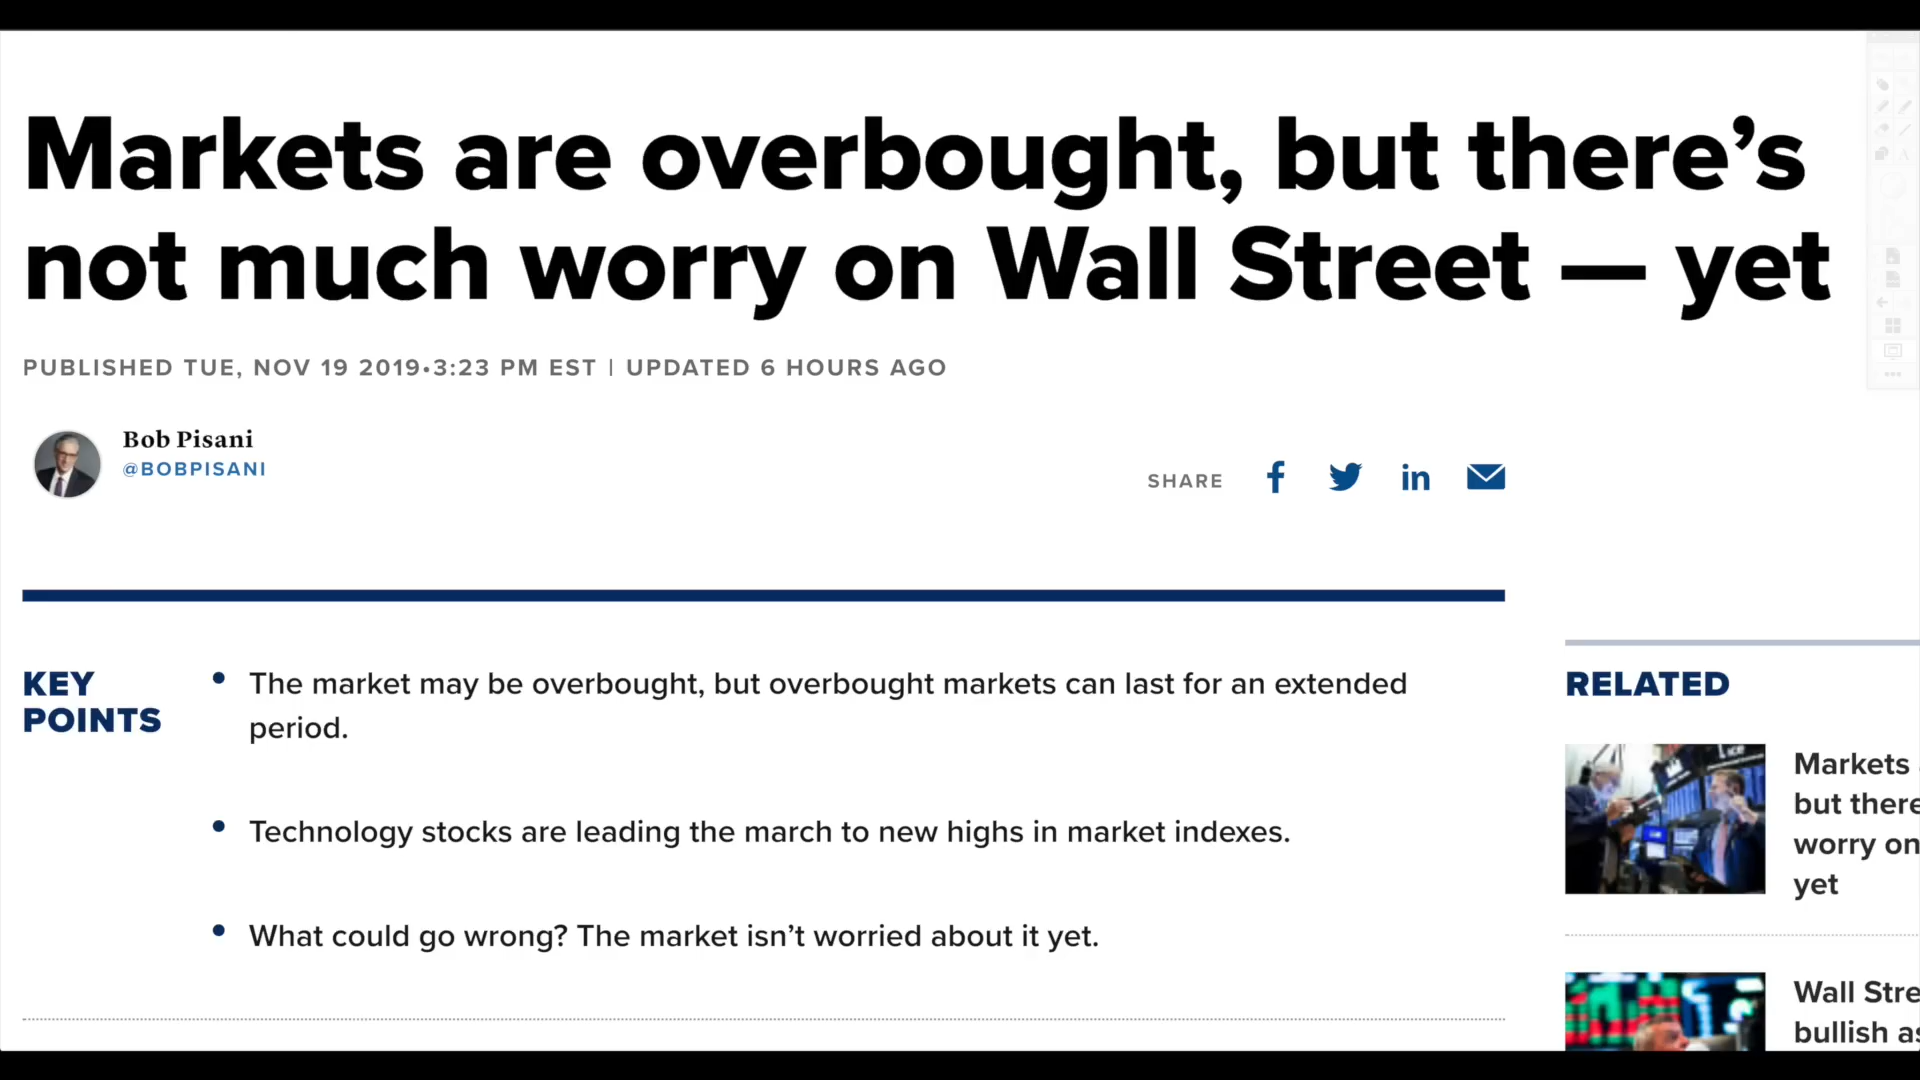 Markets are overbought, but there’s
not much worry on Wall Street — yet
PUBLISHED TUE, NOV 19 2019•3:23 PM EST | UPDATED 6 HOURS AGO
Bob Pisani
@BOBPISANI
SHARE
KEY
POINTS
• The market may be overbought, but overbought markets can last for an extended
period.
• Technology stocks are leading the march to new highs in market indexes.
• What could go wrong? The market isn’t worried about it yet.
RELATED
Markets
but there
worry on
yet
Wall Stre
bullish as